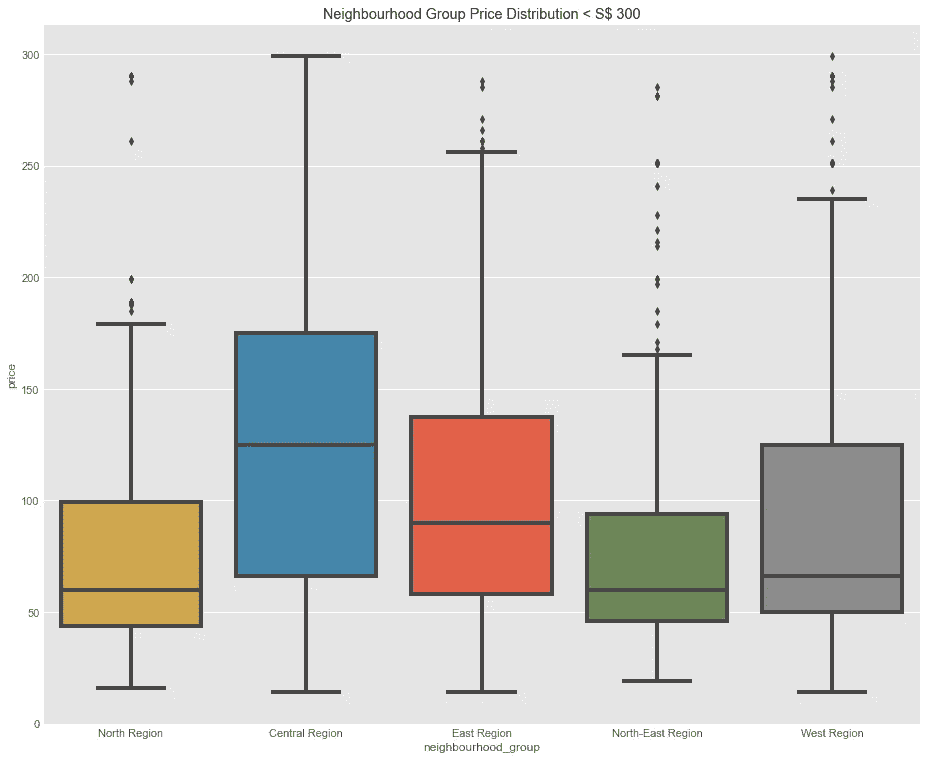 Neighbourhood Group Price Distribution < S$ 300
300
250
200
150
100
50
0
price
North Region
Central Region
East Region
North-East Region
West Region
neighbourhood_group